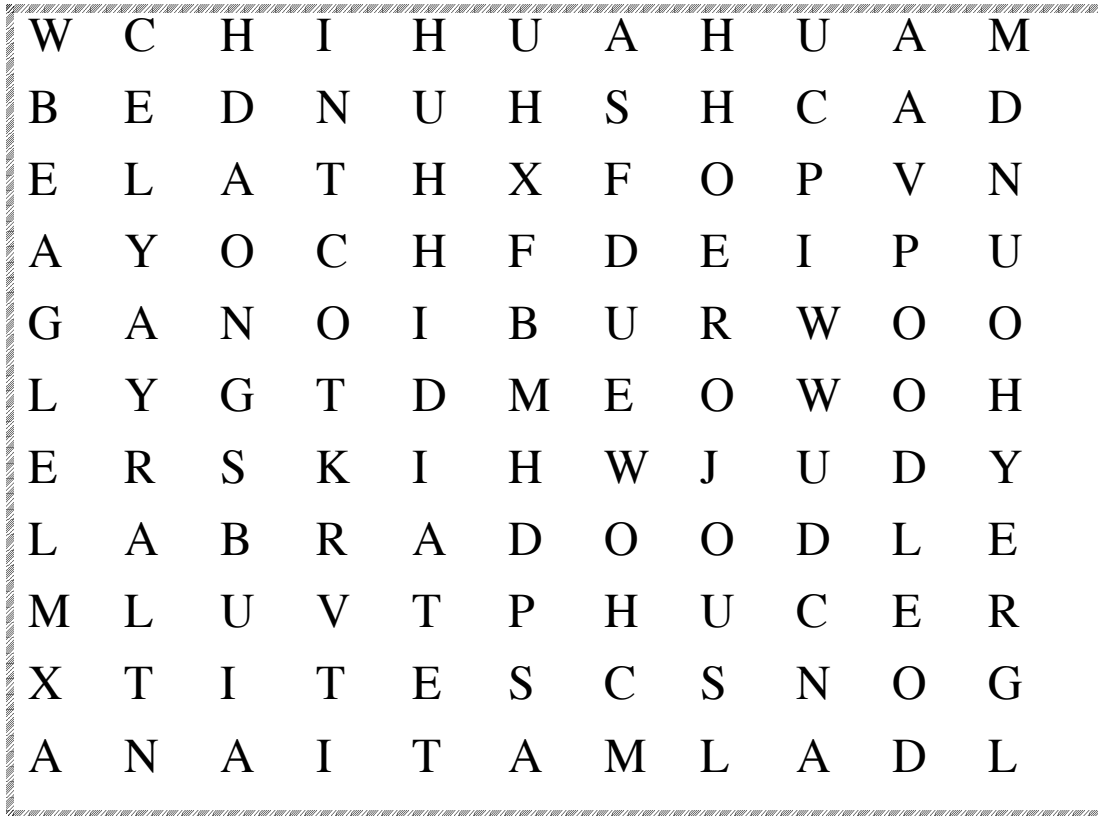 W C H I H U A H U A M
B E D N U H S H C A D
E L A T H X F O P V N
A Y O C H F D E I P U
G A N O I B U R W O O
L Y G T D M E O W O H
E R S K I H W J U D Y
L A B R A D O O D L E
M L U V T P H U C E R
X T I T E S C S N O G
A N A I T A M L A D L